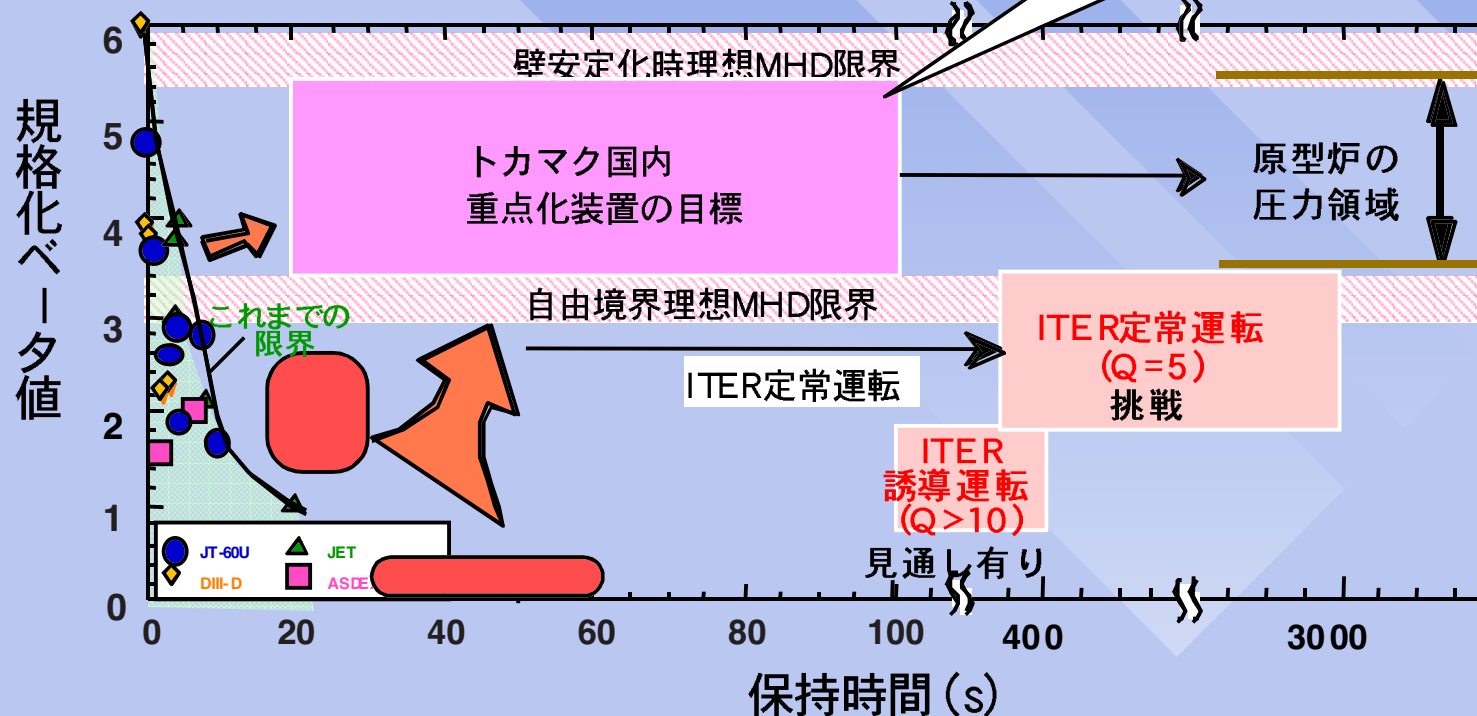 規格化ベータ値
6
5
4
3
2
1
0
壁安定化時理想MHD限界
トカマク国内
重点化装置の目標
原型炉の
圧力領域
自由境界理想MHD限界
これまでの
限界
ITER定常運転
ITER定常運転
(Q=5)
挑戦
ITER
誘導運転
(Q>10)
見通し有り
JT-60U
JET
DIII-D
0
20
40
60
80
100
400
3000
保持時間(s)